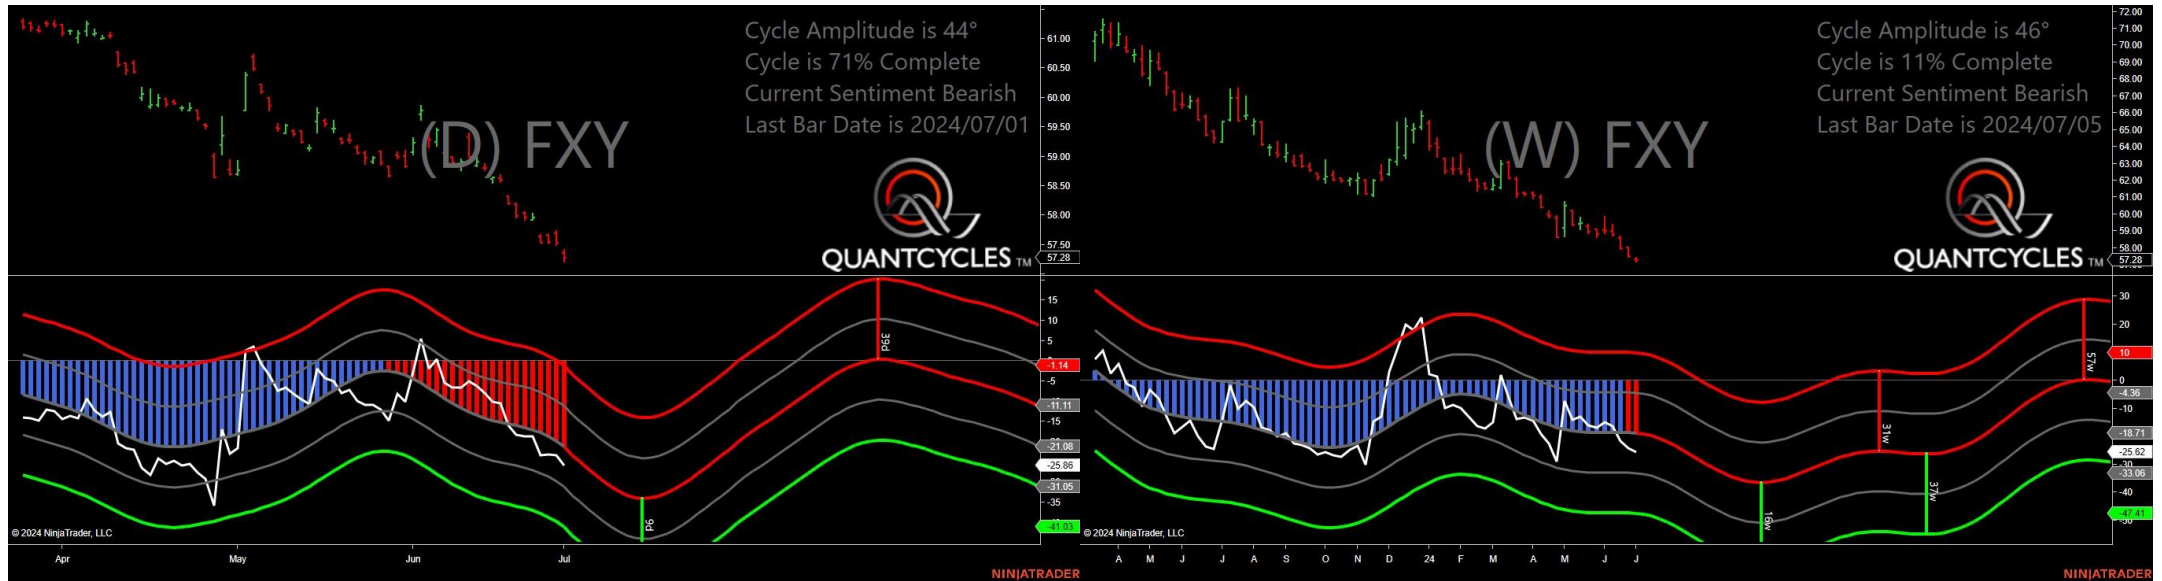 Cycle Amplitude is 44°
Cycle is 71% Complete
Current Sentiment Bearish
Last Bar Date is 2024/07/01
(D) FXY
QUANTCYCLES TM
61.00
60.50
60.00
59.50
59.00
58.50
58.00
57.50
57.28
15
10
5
-1.14
-5
-11.11
-21.08
-25.86
-31.05
-35
-41.03
39d
9d
© 2024 NinjaTrader, LLC
Apr May Jun Jul
NINJATRADER
Cycle Amplitude is 46°
Cycle is 11% Complete
Current Sentiment Bearish
Last Bar Date is 2024/07/05
(W) FXY
QUANTCYCLES TM
72.00
71.00
70.00
69.00
68.00
67.00
66.00
65.00
64.00
63.00
62.00
61.00
60.00
59.00
58.00
57.28
30
20
10
0
-4.36
-10
-18.71
-25.62
-30
-33.06
-40
-47.41
57w
31w
37w
16w
© 2024 NinjaTrader, LLC
A M J J A S O N D 24 F M A M J J
NINJATRADER